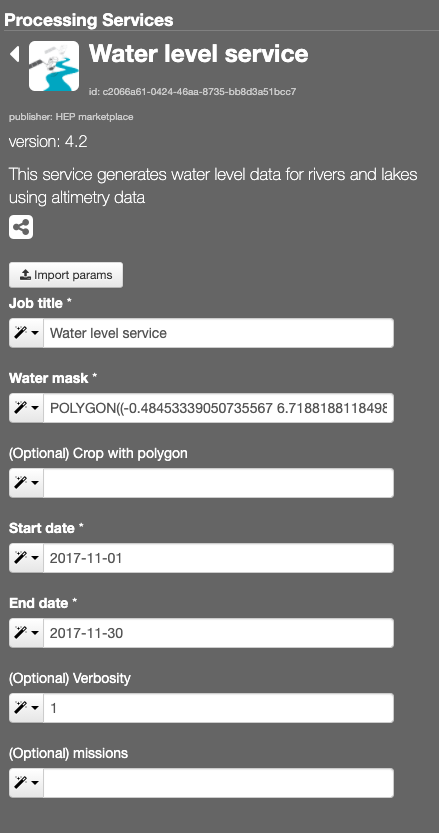 Processing Services
Water level service
id: c2066a61-0424-46aa-8735-bb8d3a51bcc7
publisher: HEP marketplace
version: 4.2
This service generates water level data for rivers and lakes
using altimetry data
Import params
Job title *
Water level service
Water mask *
POLYGON((-0.48453339050735567 6.7188188118498
(Optional) Crop with polygon
Start date *
2017-11-01
End date *
2017-11-30
(Optional) Verbosity
1
(Optional) missions